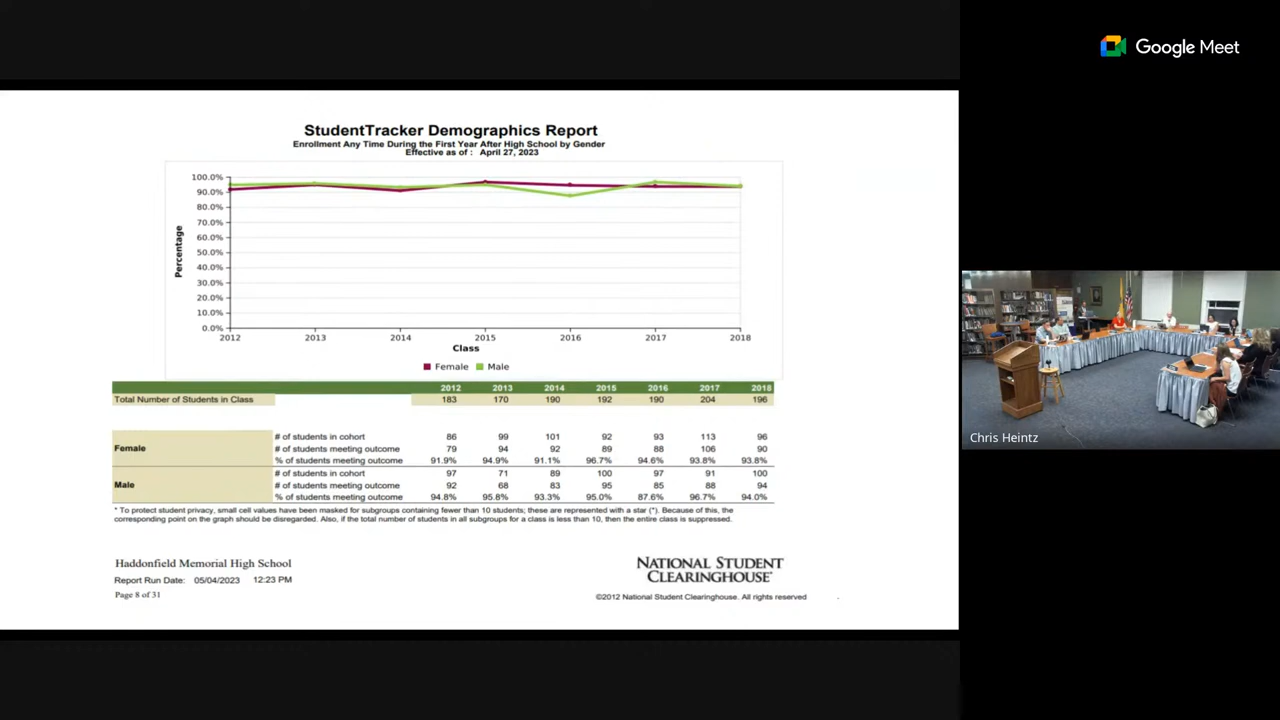 Google Meet
StudentTracker Demographics Report
Enrollment Any Time During the First Year After High School by Gender
Effective as of : April 27, 2023
100.0%
90.0%
80.0%
70.0%
60.0%
50.0%
40.0%
30.0%
20.0%
10.0%
0.0%
Percentage
2012 2013 2014 2015 2016 2017 2018
Class
Female Male
2012 2013 2014 2015 2016 2017 2018
Total Number of Students in Class 183 170 190 192 190 204 196
Female
# of students in cohort 86 99 101 92 93 113 96
# of students meeting outcome 79 94 92 89 88 106 90
% of students meeting outcome 91.9% 94.9% 91.1% 96.7% 94.6% 93.8% 93.8%
Male
# of students in cohort 97 71 89 100 97 91 100
# of students meeting outcome 92 68 83 95 85 88 94
% of students meeting outcome 94.8% 95.8% 93.3% 95.0% 87.6% 96.7% 94.0%
* To protect student privacy, small cell values have been masked for subgroups containing fewer than 10 students; these are represented with a star (*). Because of this, the
corresponding point on the graph should be disregarded. Also, if the total number of students in all subgroups for a class is less than 10, then the entire class is suppressed.
Haddonfield Memorial High School
Report Run Date: 05/04/2023 12:23 PM
Page 8 of 31
NATIONAL STUDENT
CLEARINGHOUSE
©2012 National Student Clearinghouse. All rights reserved
Chris Heintz